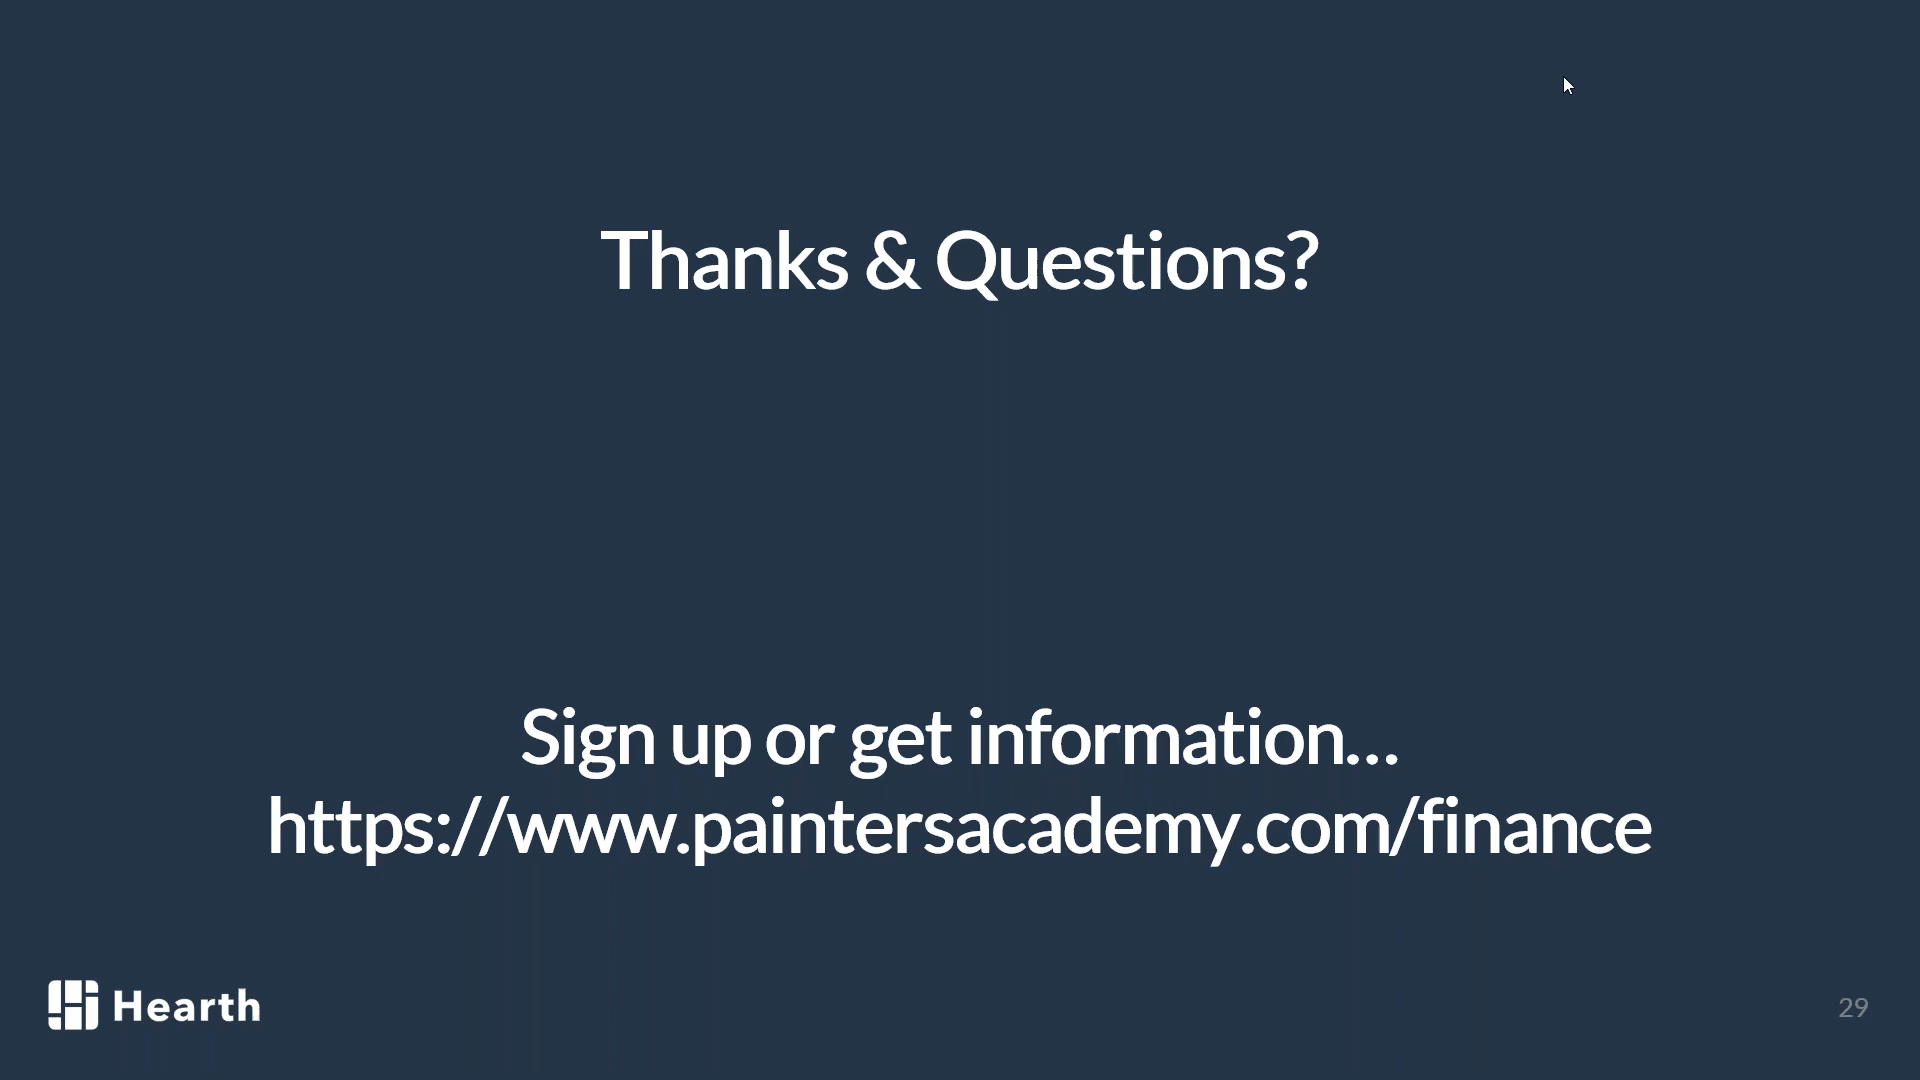 Thanks & Questions?
Sign up or get information...
https://www.paintersacademy.com/finance
Hearth
29